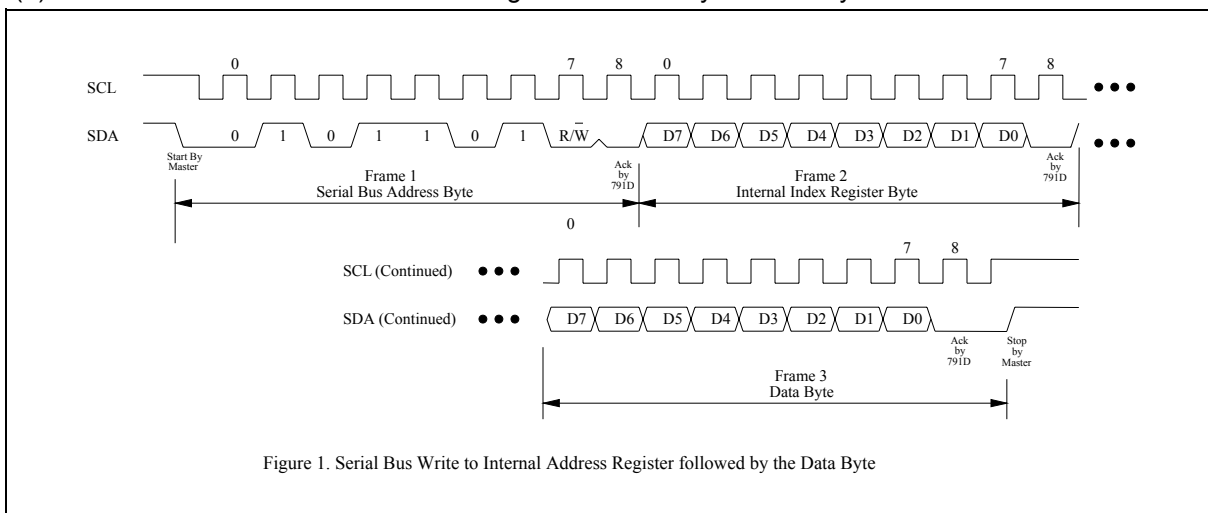 0 7 8 0 7 8
SCL
SDA 0 1 0 1 1 0 1 R/W D7 D6 D5 D4 D3 D2 D1 D0
Start By
Master
Ack
by
791D
Ack
by
791D
Frame 1
Serial Bus Address Byte
Frame 2
Internal Index Register Byte
0
7 8
SCL (Continued)
SDA (Continued) D7 D6 D5 D4 D3 D2 D1 D0
Ack
by
791D
Stop
by
Master
Frame 3
Data Byte
Figure 1. Serial Bus Write to Internal Address Register followed by the Data Byte